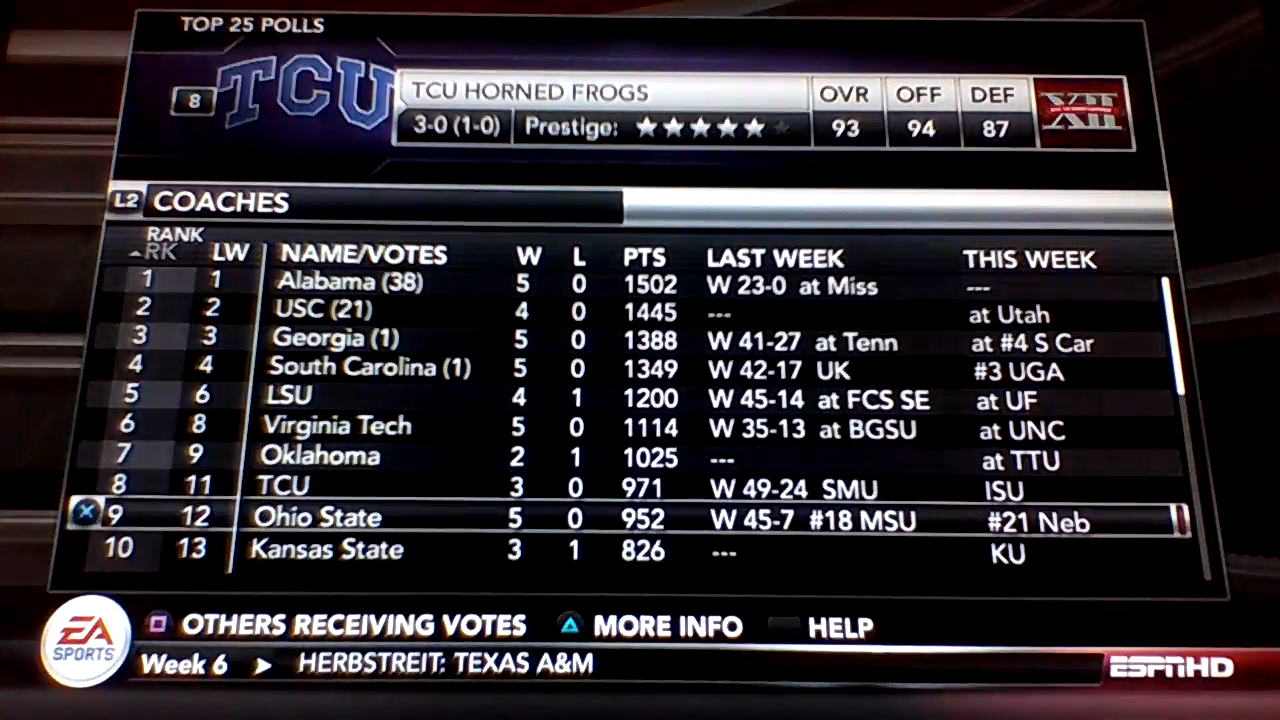 TOP 25 POLLS
8 TCU TCU HORNED FROGS OVR OFF DEF XII
3-0 (1-0) Prestige: 93 94 87
L2 COACHES
RANK
RK LW NAME/VOTES W L PTS LAST WEEK THIS WEEK
1 1 Alabama (38) 5 0 1502 W 23-0 at Miss ---
2 2 USC (21) 4 0 1445 --- at Utah
3 3 Georgia (1) 5 0 1388 W 41-27 at Tenn at #4 S Car
4 4 South Carolina (1) 5 0 1349 W 42-17 UK #3 UGA
5 6 LSU 4 1 1200 W 45-14 at FCS SE at UF
6 8 Virginia Tech 5 0 1114 W 35-13 at BGSU at UNC
7 9 Oklahoma 2 1 1025 --- at TTU
8 11 TCU 3 0 971 W 49-24 SMU ISU
9 12 Ohio State 5 0 952 W 45-7 #18 MSU #21 Neb
10 13 Kansas State 3 1 826 --- KU
OTHERS RECEIVING VOTES MORE INFO HELP
EA SPORTS
Week 6 HERBSTREIT: TEXAS A&M ESPN HD